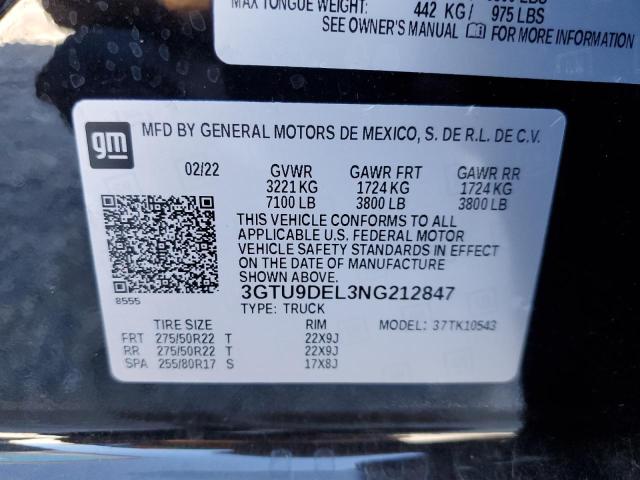 MAX TONGUE WEIGHT: 442 KG/ 975 LBS
SEE OWNER'S MANUAL FOR MORE INFORMATION
gm MFD BY GENERAL MOTORS DE MEXICO, S. DE R.L. DE C.V.
02/22 GVWR GAWR FRT GAWR RR
3221 KG 1724 KG 1724 KG
7100 LB 3800 LB 3800 LB
THIS VEHICLE CONFORMS TO ALL
APPLICABLE U.S. FEDERAL MOTOR
VEHICLE SAFETY STANDARDS IN EFFECT
ON THE DATE OF MANUFACTURE
SHOWN ABOVE.
8555 3GTU9DEL3NG212847
TYPE: TRUCK
TIRE SIZE RIM MODEL: 37TK10543
FRT 275/50R22 T 22X9J
RR 275/50R22 T 22X9J
SPA 255/80R17 S 17X8J